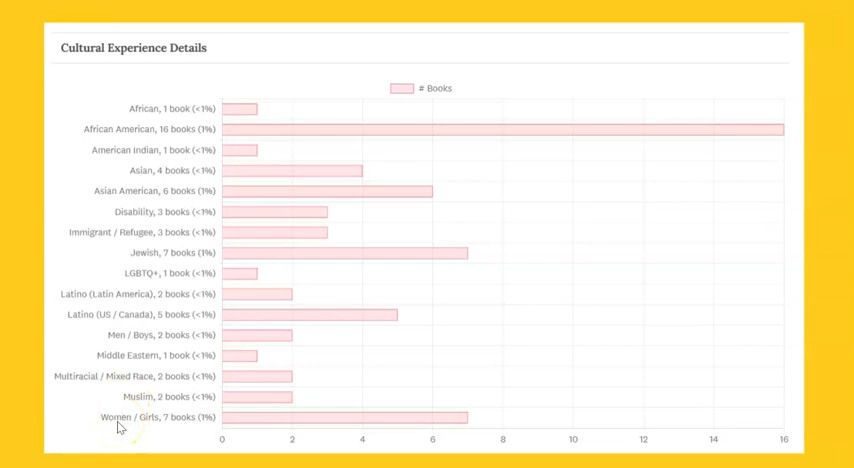 Cultural Experience Details
# Books
African, 1 book (<1%)
African American, 16 books (1%)
American Indian, 1 book (<1%)
Asian, 4 books (<1%)
Asian American, 6 books (1%)
Disability, 3 books (<1%)
Immigrant / Refugee, 3 books (<1%)
Jewish, 7 books (1%)
LGBTQ+, 1 book (<1%)
Latino (Latin America), 2 books (<1%)
Latino (US / Canada), 5 books (<1%)
Men / Boys, 2 books (<1%)
Middle Eastern, 1 book (<1%)
Multiracial / Mixed Race, 2 books (<1%)
Muslim, 2 books (<1%)
Women / Girls, 7 books (1%)
0 2 4 6 8 10 12 14 16